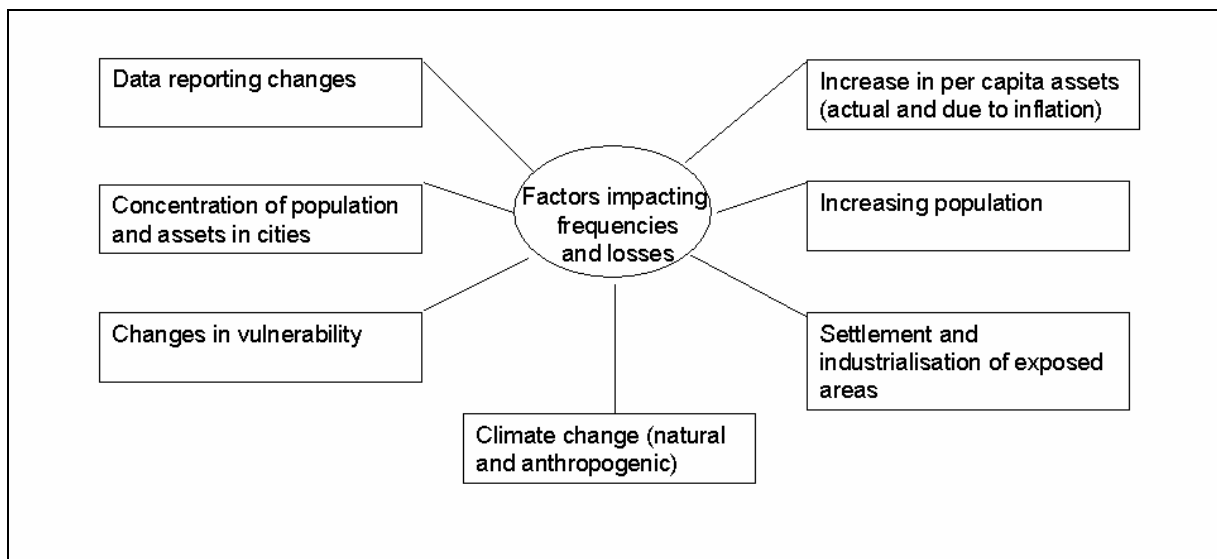 Data reporting changes
Increase in per capita assets
(actual and due to inflation)
Concentration of population
and assets in cities
Factors impacting
frequencies
and losses
Increasing population
Changes in vulnerability
Settlement and
industrialisation of exposed
areas
Climate change (natural
and anthropogenic)